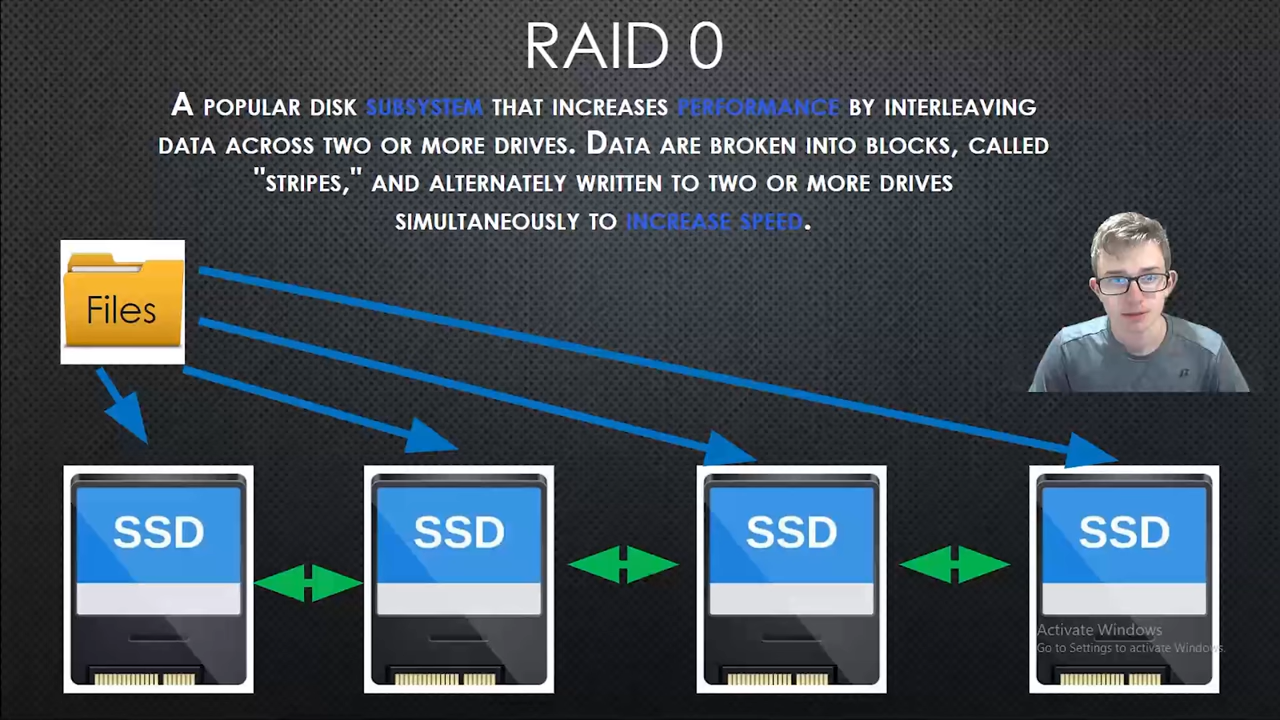 RAID 0
A POPULAR DISK SUBSYSTEM THAT INCREASES PERFORMANCE BY INTERLEAVING
DATA ACROSS TWO OR MORE DRIVES. DATA ARE BROKEN INTO BLOCKS, CALLED
"STRIPES," AND ALTERNATELY WRITTEN TO TWO OR MORE DRIVES
SIMULTANEOUSLY TO INCREASE SPEED.
Files
SSD
SSD
SSD
SSD
Activate Windows
Go to Settings to activate Windows.